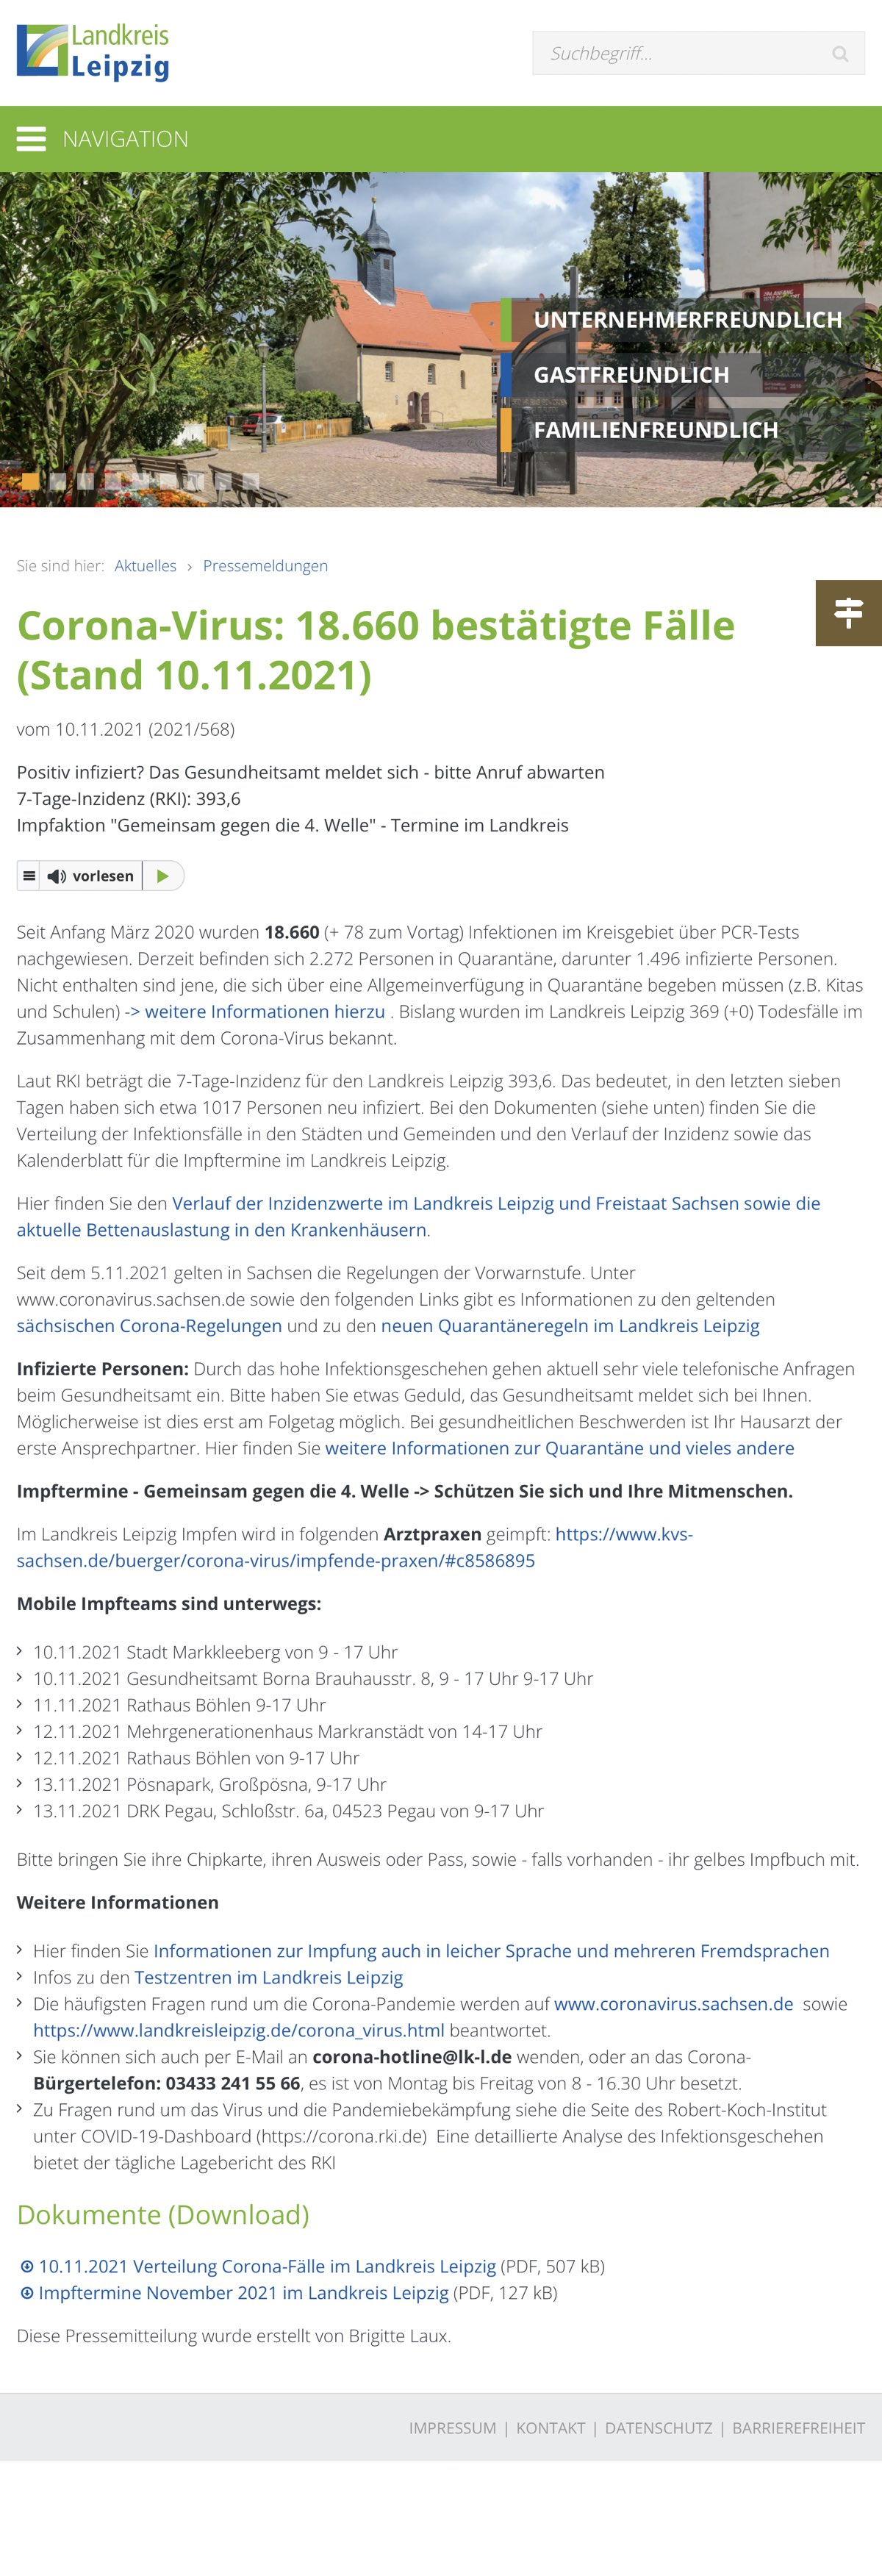 Landkreis
Leipzig
Suchbegriff...
NAVIGATION
UNTERNEHMERFREUNDLICH
GASTFREUNDLICH
FAMILIENFREUNDLICH
Sie sind hier: Aktuelles › Pressemeldungen
Corona-Virus: 18.660 bestätigte Fälle
(Stand 10.11.2021)
vom 10.11.2021 (2021/568)
Positiv infiziert? Das Gesundheitsamt meldet sich - bitte Anruf abwarten
7-Tage-Inzidenz (RKI): 393,6
Impfaktion "Gemeinsam gegen die 4. Welle" - Termine im Landkreis
vorlesen
Seit Anfang März 2020 wurden 18.660 (+ 78 zum Vortag) Infektionen im Kreisgebiet über PCR-Tests
nachgewiesen. Derzeit befinden sich 2.272 Personen in Quarantäne, darunter 1.496 infizierte Personen.
Nicht enthalten sind jene, die sich über eine Allgemeinverfügung in Quarantäne begeben müssen (z.B. Kitas
und Schulen) -> weitere Informationen hierzu . Bislang wurden im Landkreis Leipzig 369 (+0) Todesfälle im
Zusammenhang mit dem Corona-Virus bekannt.
Laut RKI beträgt die 7-Tage-Inzidenz für den Landkreis Leipzig 393,6. Das bedeutet, in den letzten sieben
Tagen haben sich etwa 1017 Personen neu infiziert. Bei den Dokumenten (siehe unten) finden Sie die
Verteilung der Infektionsfälle in den Städten und Gemeinden und den Verlauf der Inzidenz sowie das
Kalenderblatt für die Impftermine im Landkreis Leipzig.
Hier finden Sie den Verlauf der Inzidenzwerte im Landkreis Leipzig und Freistaat Sachsen sowie die
aktuelle Bettenauslastung in den Krankenhäusern.
Seit dem 5.11.2021 gelten in Sachsen die Regelungen der Vorwarnstufe. Unter
www.coronavirus.sachsen.de sowie den folgenden Links gibt es Informationen zu den geltenden
sächsischen Corona-Regelungen und zu den neuen Quarantäneregeln im Landkreis Leipzig
Infizierte Personen: Durch das hohe Infektionsgeschehen gehen aktuell sehr viele telefonische Anfragen
beim Gesundheitsamt ein. Bitte haben Sie etwas Geduld, das Gesundheitsamt meldet sich bei Ihnen.
Möglicherweise ist dies erst am Folgetag möglich. Bei gesundheitlichen Beschwerden ist Ihr Hausarzt der
erste Ansprechpartner. Hier finden Sie weitere Informationen zur Quarantäne und vieles andere
Impftermine - Gemeinsam gegen die 4. Welle -> Schützen Sie sich und Ihre Mitmenschen.
Im Landkreis Leipzig Impfen wird in folgenden Arztpraxen geimpft: https://www.kvs-
sachsen.de/buerger/corona-virus/impfende-praxen/#c8586895
Mobile Impfteams sind unterwegs:
10.11.2021 Stadt Markkleeberg von 9 - 17 Uhr
10.11.2021 Gesundheitsamt Borna Brauhausstr. 8, 9 - 17 Uhr 9-17 Uhr
11.11.2021 Rathaus Böhlen 9-17 Uhr
12.11.2021 Mehrgenerationenhaus Markranstädt von 14-17 Uhr
12.11.2021 Rathaus Böhlen von 9-17 Uhr
13.11.2021 Pösnapark, Großpösna, 9-17 Uhr
13.11.2021 DRK Pegau, Schloßstr. 6a, 04523 Pegau von 9-17 Uhr
Bitte bringen Sie ihre Chipkarte, ihren Ausweis oder Pass, sowie - falls vorhanden - ihr gelbes Impfbuch mit.
Weitere Informationen
Hier finden Sie Informationen zur Impfung auch in leicher Sprache und mehreren Fremdsprachen
Infos zu den Testzentren im Landkreis Leipzig
Die häufigsten Fragen rund um die Corona-Pandemie werden auf www.coronavirus.sachsen.de sowie
https://www.landkreisleipzig.de/corona_virus.html beantwortet.
Sie können sich auch per E-Mail an corona-hotline@lk-l.de wenden, oder an das Corona-
Bürgertelefon: 03433 241 55 66, es ist von Montag bis Freitag von 8 - 16.30 Uhr besetzt.
Zu Fragen rund um das Virus und die Pandemiebekämpfung siehe die Seite des Robert-Koch-Institut
unter COVID-19-Dashboard (https://corona.rki.de) Eine detaillierte Analyse des Infektionsgeschehen
bietet der tägliche Lagebericht des RKI
Dokumente (Download)
10.11.2021 Verteilung Corona-Fälle im Landkreis Leipzig (PDF, 507 kB)
Impftermine November 2021 im Landkreis Leipzig (PDF, 127 kB)
Diese Pressemitteilung wurde erstellt von Brigitte Laux.
IMPRESSUM | KONTAKT | DATENSCHUTZ | BARRIEREFREIHEIT